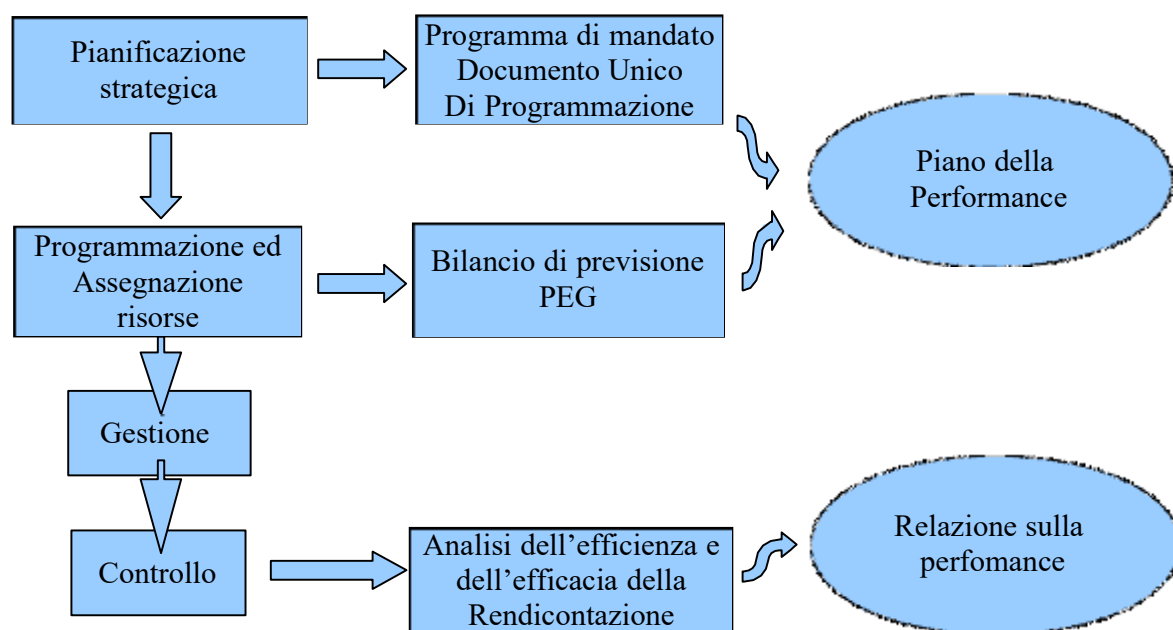 Pianificazione
strategica
Programma di mandato
Documento Unico
Di Programmazione
Piano della
Performance
Programmazione ed
Assegnazione
risorse
Bilancio di previsione
PEG
Gestione
Controllo
Analisi dell’efficienza e
dell’efficacia della
Rendicontazione
Relazione sulla
perfomance